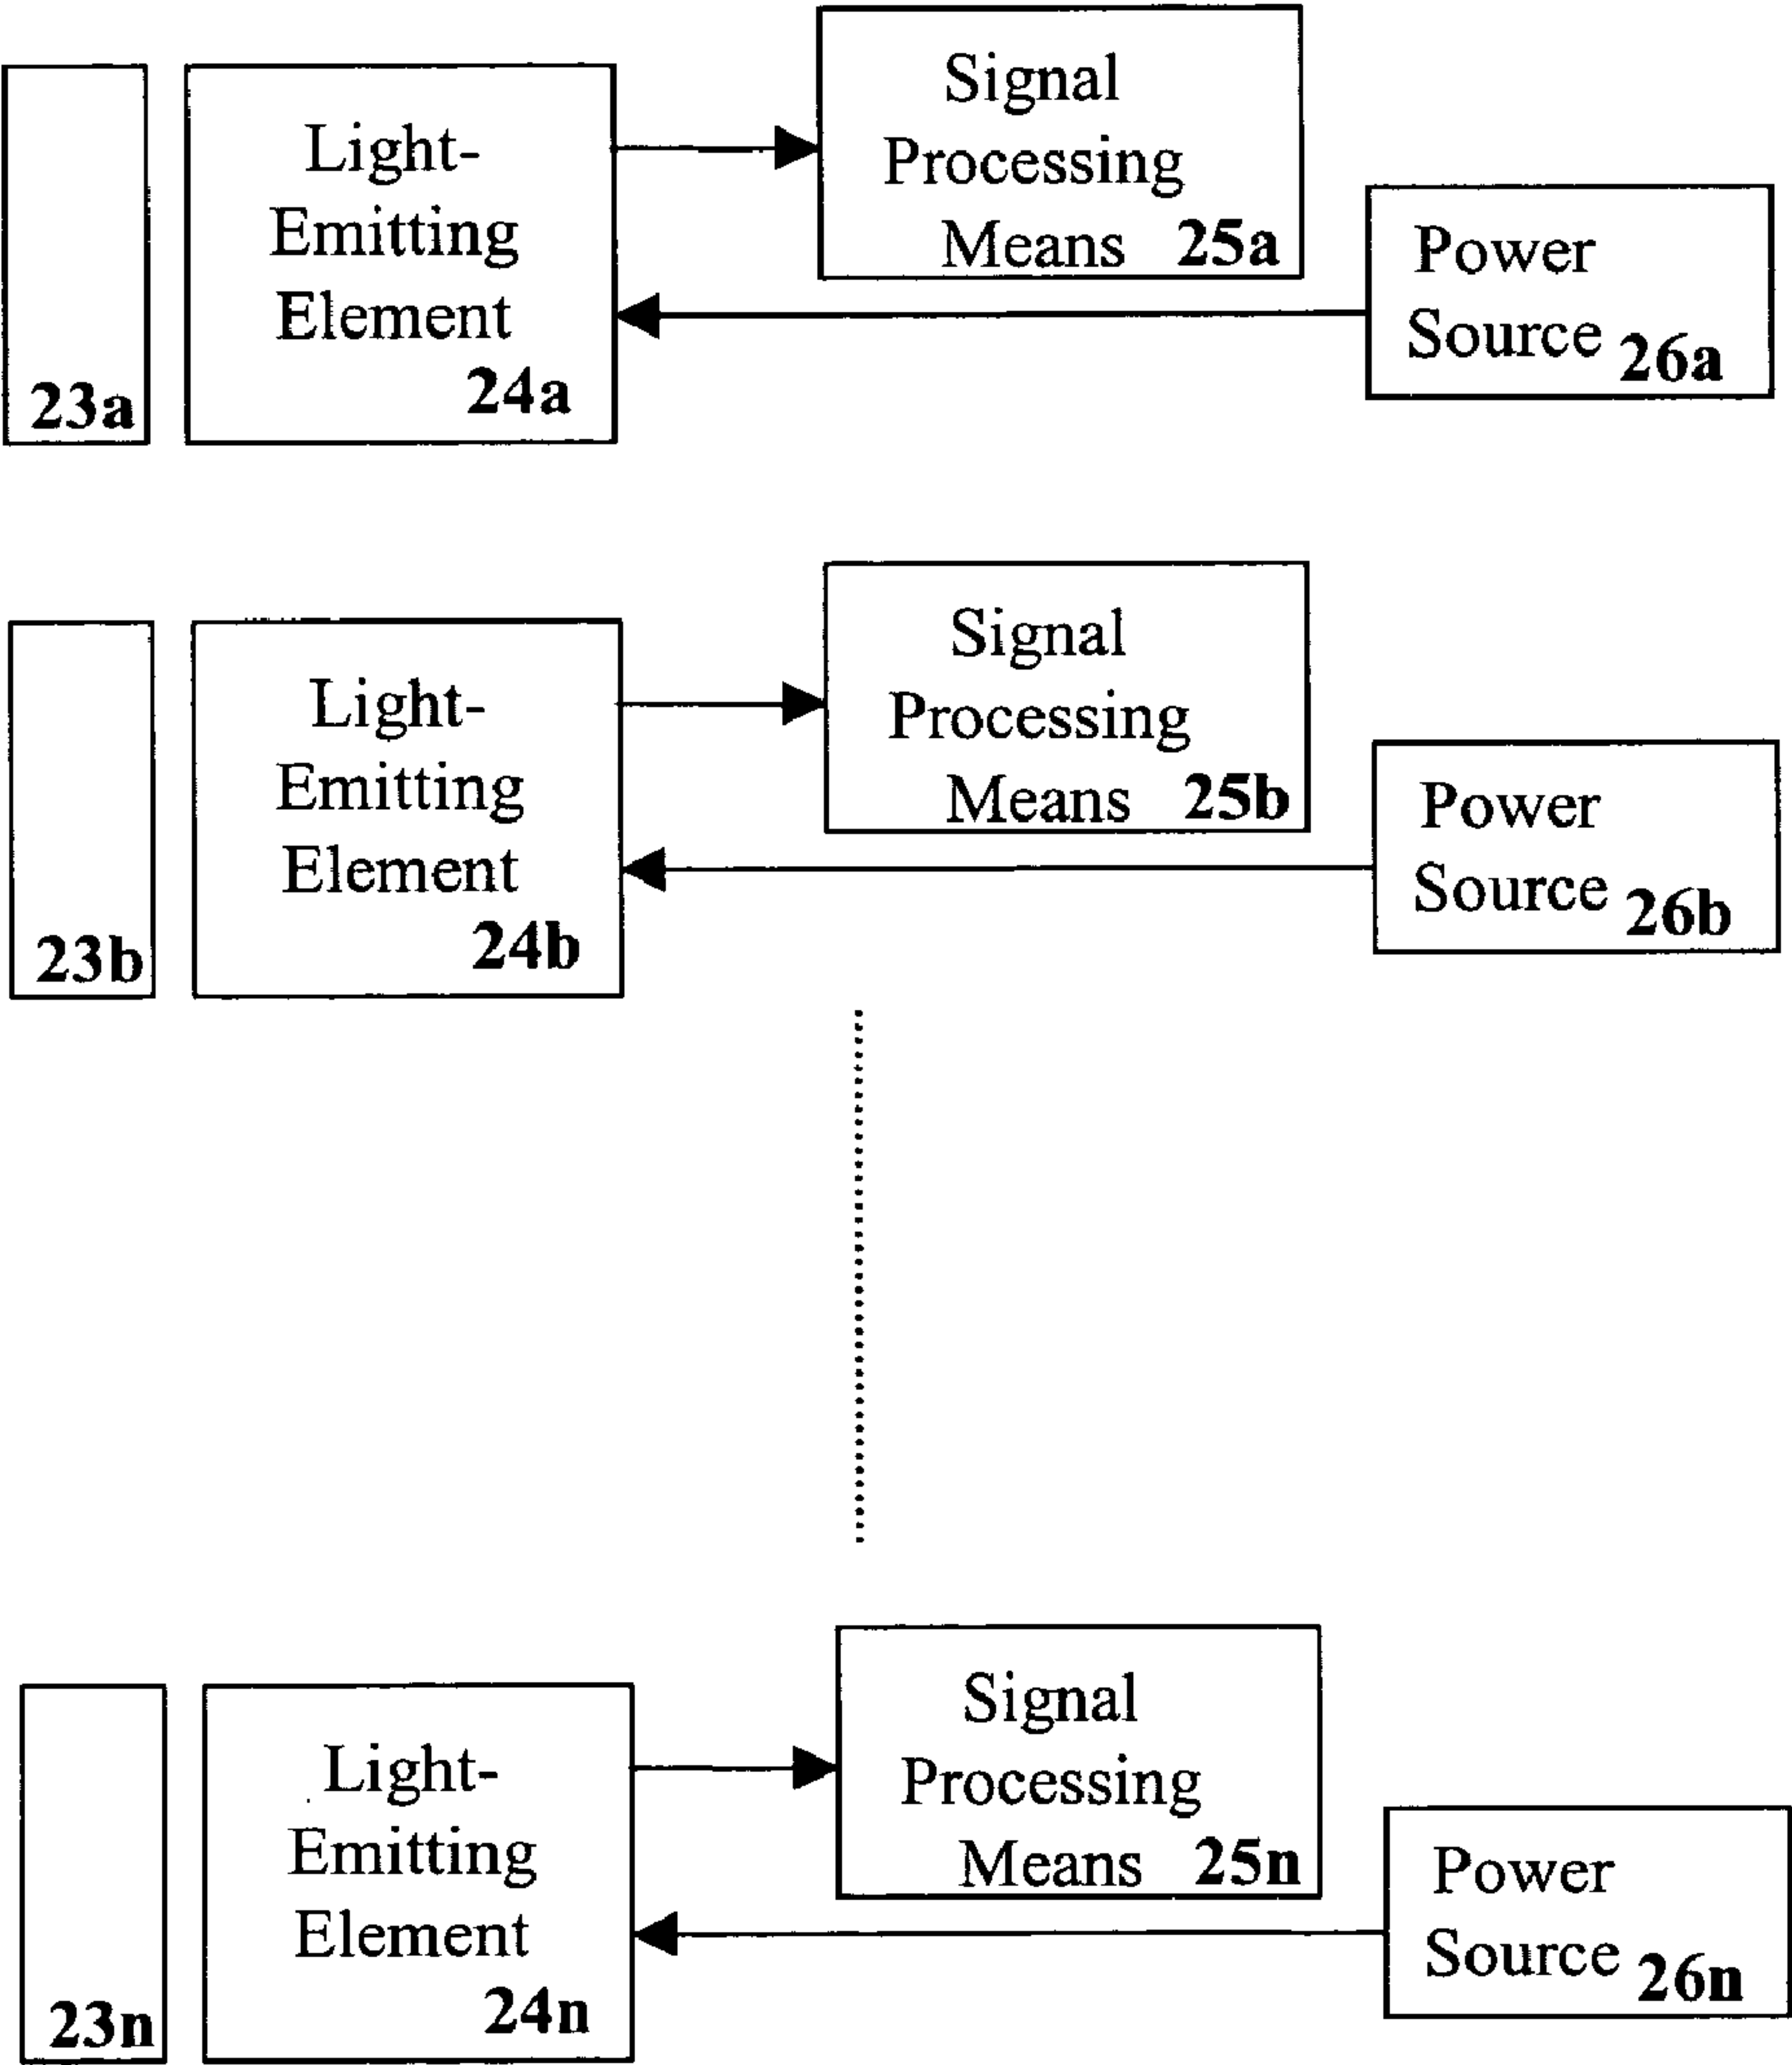 23a
Light-
Emitting
Element
24a
Signal
Processing
Means 25a
Power
Source 26a
23b
Light-
Emitting
Element
24b
Signal
Processing
Means 25b
Power
Source 26b
23n
Light-
Emitting
Element
24n
Signal
Processing
Means 25n
Power
Source 26n